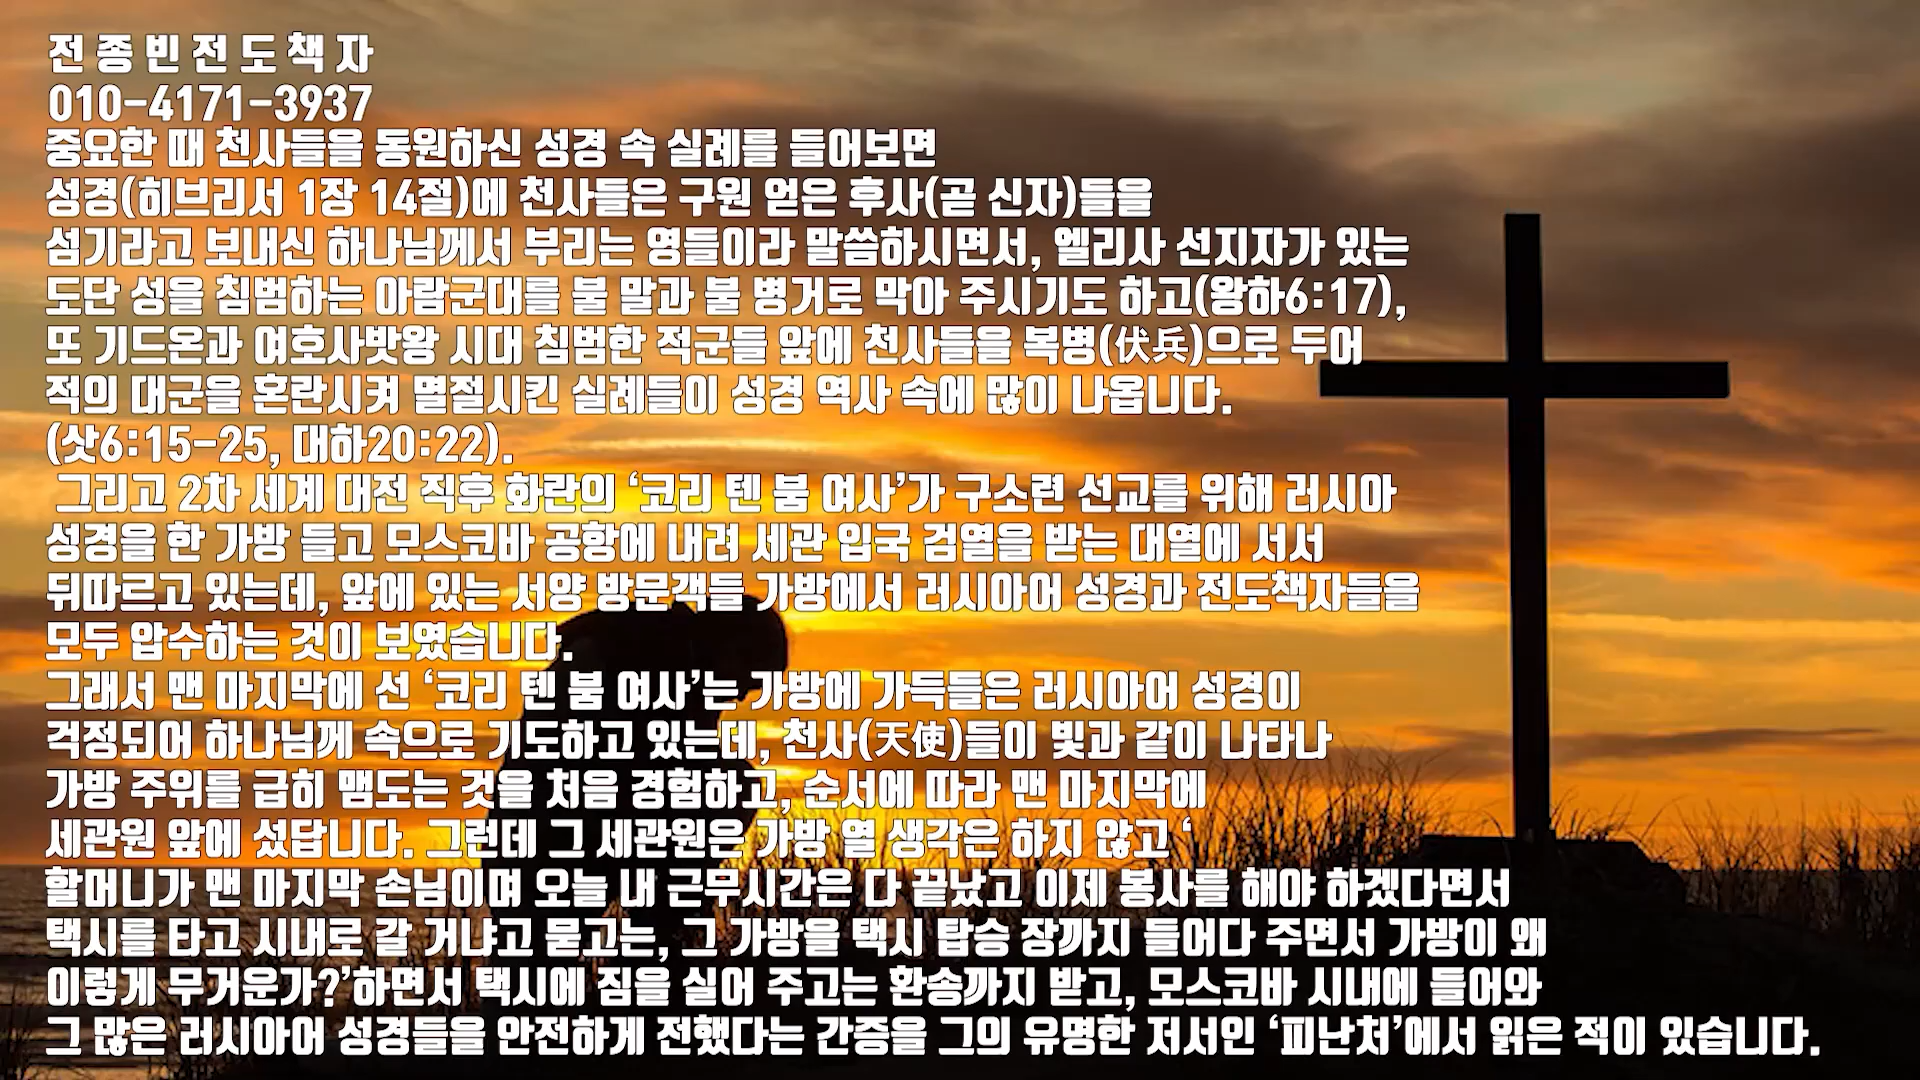 전 종 빈 전 도 책 자
010-4171-3937
중요한 때 천사들을 동원하신 성경 속 실례를 들어보면
성경(히브리서 1장 14절)에 천사들은 구원 얻은 후사(곧 신자)들을
섬기라고 보내신 하나님께서 부리는 영들이라 말씀하시면서, 엘리사 선지자가 있는
도단 성을 침범하는 아람군대를 불 말과 불 병거로 막아 주시기도 하고(왕하6:17),
또 기드온과 여호사밧왕 시대 침범한 적군들 앞에 천사들을 복병(伏兵)으로 두어
적의 대군을 혼란시켜 멸절시킨 실례들이 성경 역사 속에 많이 나옵니다.
(삿6:15-25, 대하20:22).
그리고 2차 세계 대전 직후 화란의 ‘코리 텐 붐 여사’가 구소련 선교를 위해 러시아
성경을 한 가방 들고 모스코바 공항에 내려 세관 입국 검열을 받는 대열에 서서
뒤따르고 있는데, 앞에 있는 서양 방문객들 가방에서 러시아어 성경과 전도책자들을
모두 압수하는 것이 보였습니다.
그래서 맨 마지막에 선 ‘코리 텐 붐 여사’는 가방에 가득들은 러시아어 성경이
걱정되어 하나님께 속으로 기도하고 있는데, 천사(天使)들이 빛과 같이 나타나
가방 주위를 급히 맴도는 것을 처음 경험하고, 순서에 따라 맨 마지막에
세관원 앞에 섰답니다. 그런데 그 세관원은 가방 열 생각은 하지 않고 ‘
할머니가 맨 마지막 손님이며 오늘 내 근무시간은 다 끝났고 이제 봉사를 해야 하겠다면서
택시를 타고 시내로 갈 거냐고 묻고는, 그 가방을 택시 탑승 장까지 들어다 주면서 가방이 왜
이렇게 무거운가?’하면서 택시에 짐을 실어 주고는 환송까지 받고, 모스코바 시내에 들어와
그 많은 러시아어 성경들을 안전하게 전했다는 간증을 그의 유명한 저서인 ‘피난처’에서 읽은 적이 있습니다.